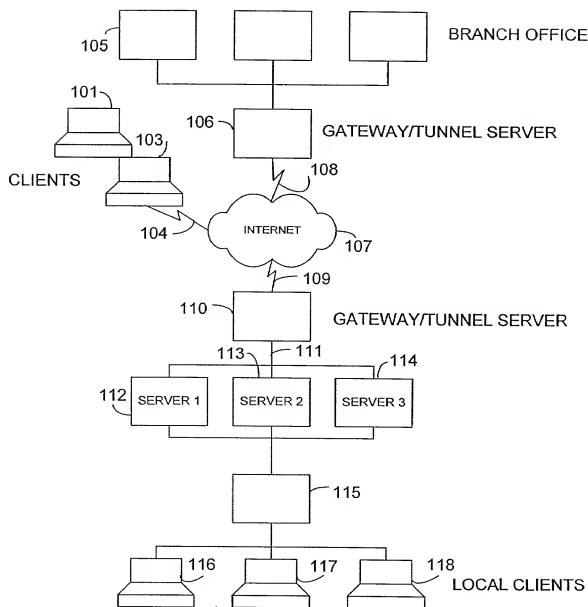 105
BRANCH OFFICE
101
106
GATEWAY/TUNNEL SERVER
103
108
CLIENTS
104
INTERNET
107
109
110
GATEWAY/TUNNEL SERVER
111
113
114
112
SERVER 1
SERVER 2
SERVER 3
115
116
117
118
LOCAL CLIENTS